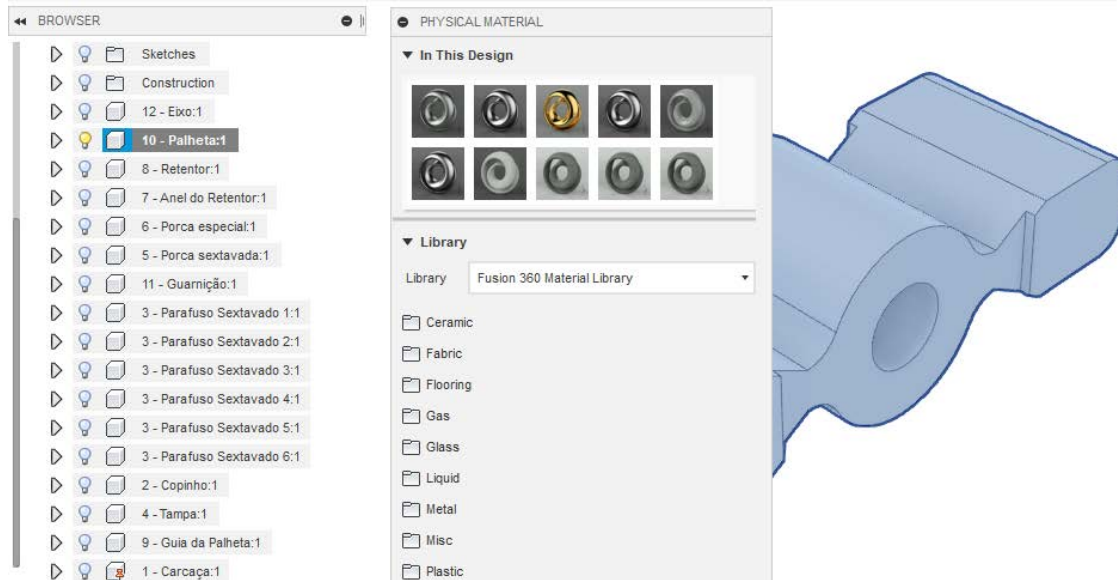 BROWSER
Sketches
Construction
12 - Eixo:1
10 - Palheta:1
8 - Retentor:1
7 - Anel do Retentor:1
6 - Porca especial:1
5 - Porca sextavada:1
11 - Guarnição:1
3 - Parafuso Sextavado 1:1
3 - Parafuso Sextavado 2:1
3 - Parafuso Sextavado 3:1
3 - Parafuso Sextavado 4:1
3 - Parafuso Sextavado 5:1
3 - Parafuso Sextavado 6:1
2 - Copinho:1
4 - Tampa:1
9 - Guia da Palheta:1
1 - Carcaça:1
PHYSICAL MATERIAL
In This Design
Library
Library Fusion 360 Material Library
Ceramic
Fabric
Flooring
Gas
Glass
Liquid
Metal
Misc
Plastic